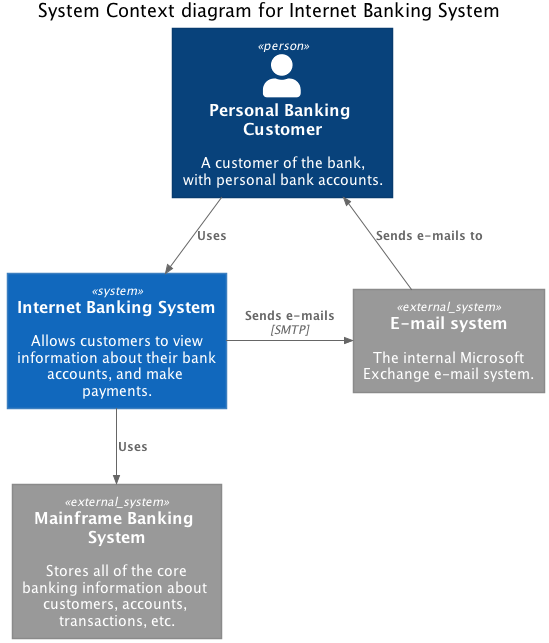 System Context diagram for Internet Banking System
«person»
Personal Banking
Customer
A customer of the bank,
with personal bank accounts.
Uses
Sends e-mails to
«system»
Internet Banking System
Allows customers to view
information about their bank
accounts, and make
payments.
Sends e-mails
[SMTP]
«external_system»
E-mail system
The internal Microsoft
Exchange e-mail system.
Uses
«external_system»
Mainframe Banking
System
Stores all of the core
banking information about
customers, accounts,
transactions, etc.